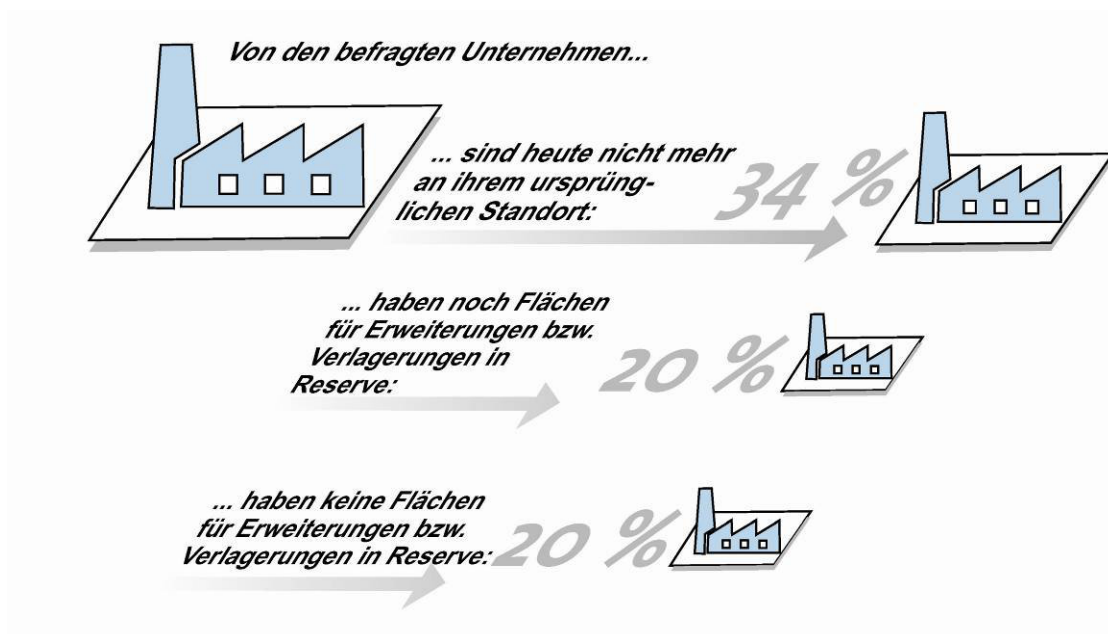 Von den befragten Unternehmen...
... sind heute nicht mehr
an ihrem ursprüng-
lichen Standort:
34 %
... haben noch Flächen
für Erweiterungen bzw.
Verlagerungen in
Reserve:
20 %
... haben keine Flächen
für Erweiterungen bzw.
Verlagerungen in Reserve:
20 %